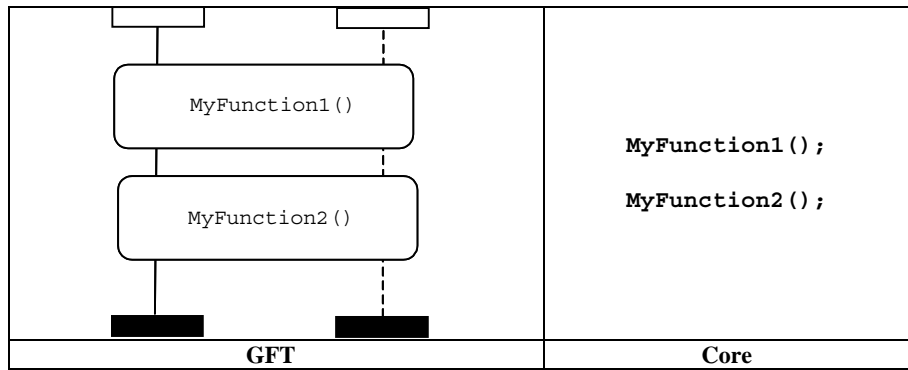 MyFunction1()
MyFunction2()
MyFunction1();
MyFunction2();
GFT
Core